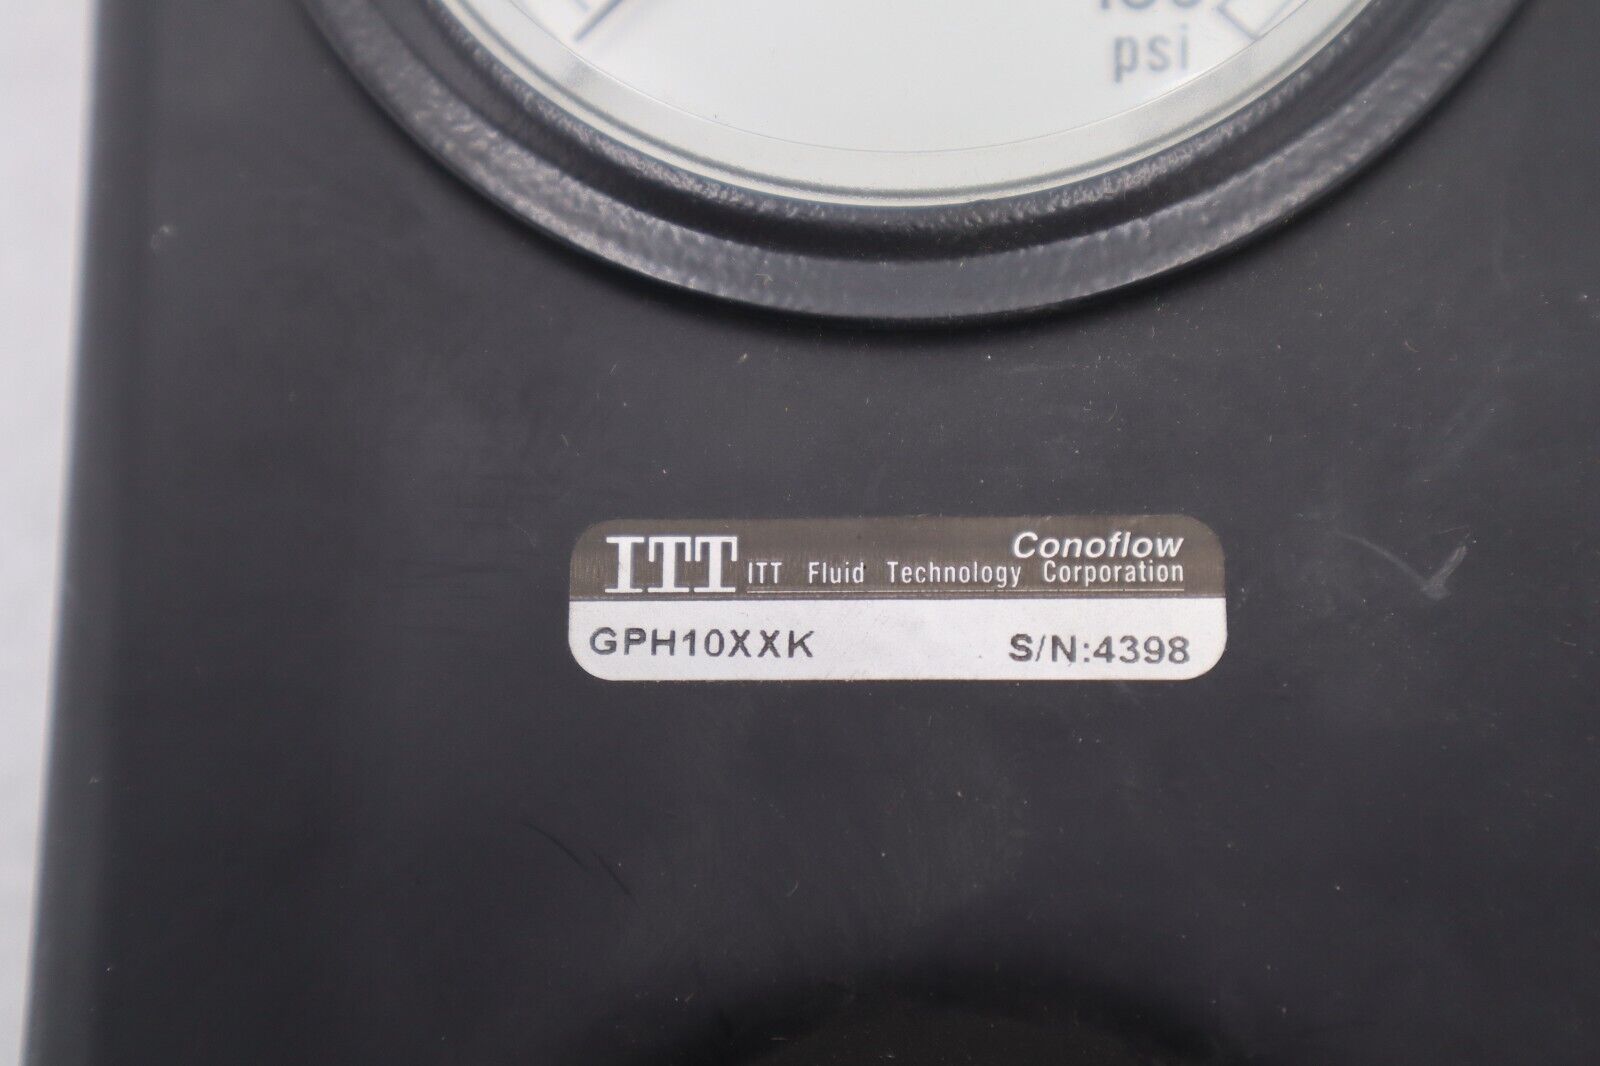 psi
ITT Conoflow
ITT Fluid Technology Corporation
GPH10XXK S/N:4398